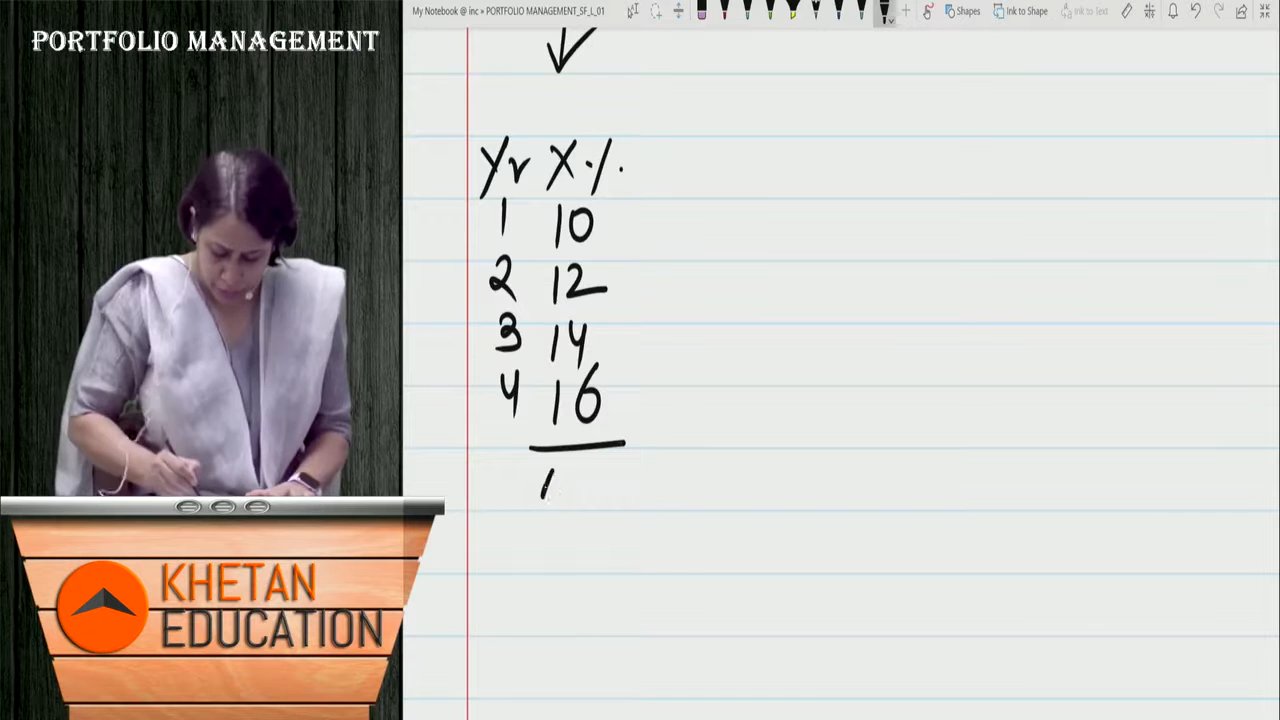 My Notebook @ inc » PORTFOLIO MANAGEMENT_SF_L_01
Shapes
Ink to Shape
Ink to Text
PORTFOLIO MANAGEMENT
Yr X%
1 10
2 12
3 14
4 16
1
KHETAN
EDUCATION